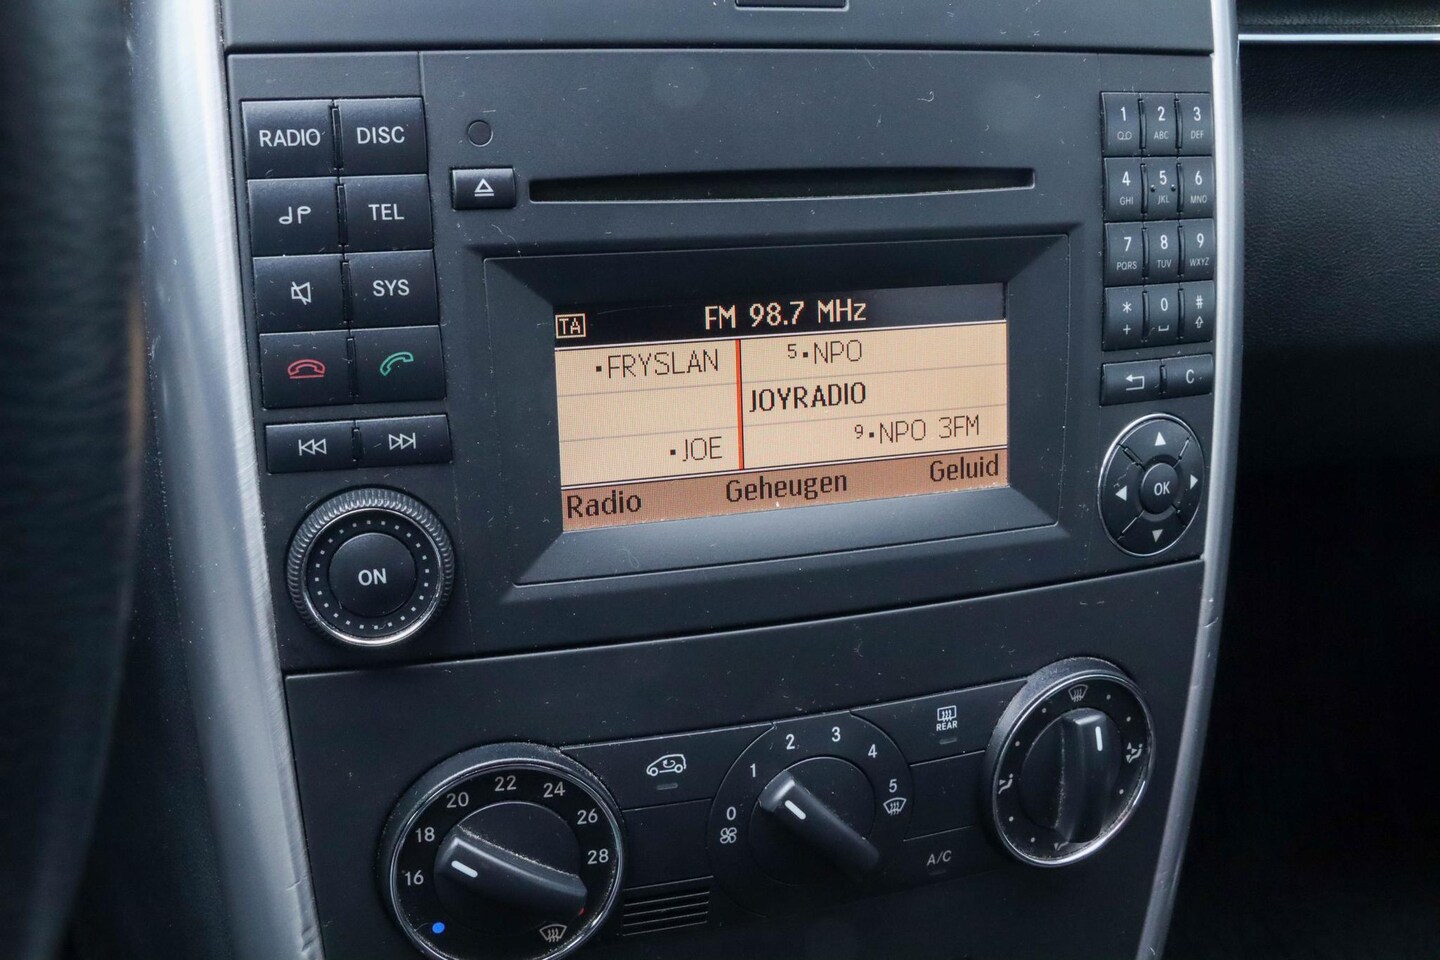 RADIO
DISC
TEL
SYS
ON
TA
FM 98.7 MHz
FRYSLAN
5 NPO
JOYRADIO
JOE
9 NPO 3FM
Radio
Geheugen
Geluid
1
2 ABC
3 DEF
4 GHI
5 JKL
6 MNO
7 PQRS
8 TUV
9 WXYZ
* +
0
#
C
OK
16 18 20 22 24 26 28
0 1 2 3 4 5
REAR
A/C